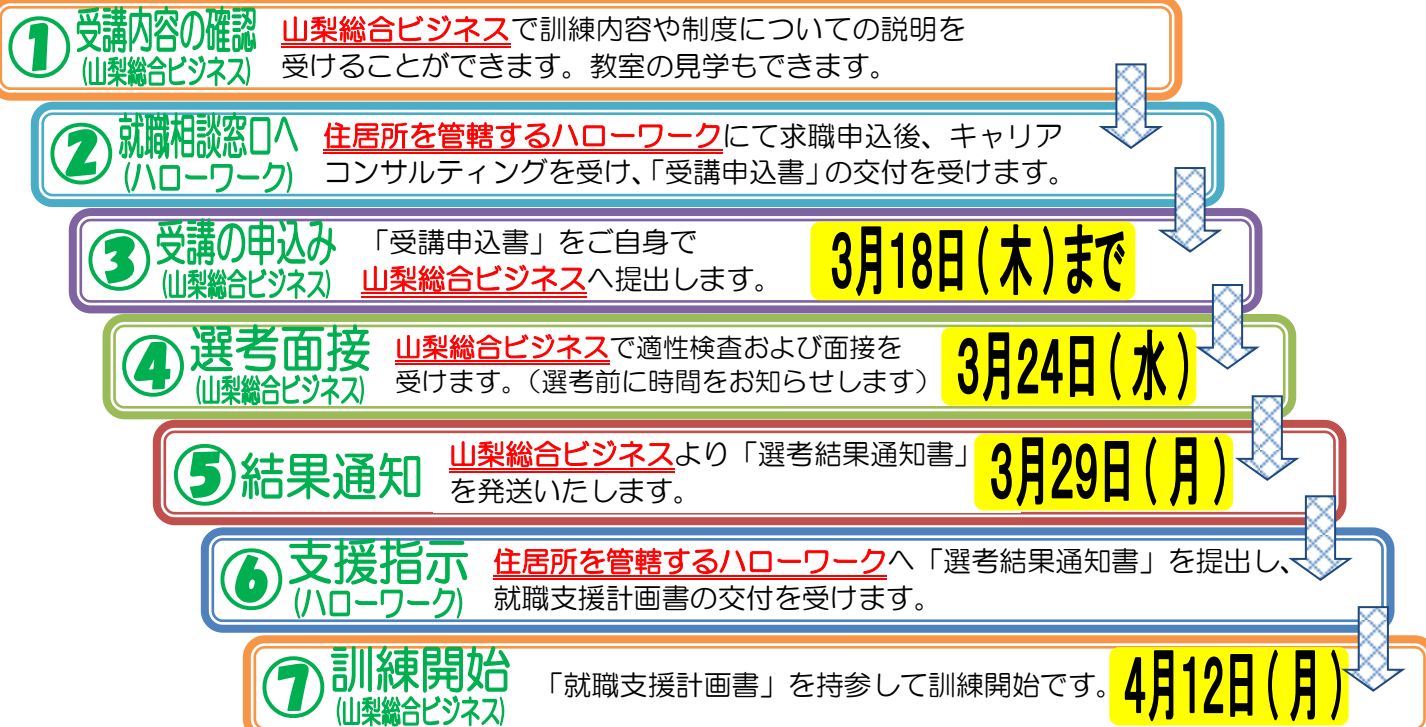 ①受講内容の確認
(山梨総合ビジネス)
山梨総合ビジネスで訓練内容や制度についての説明を
受けることができます。教室の見学もできます。
②就職相談窓口へ
(ハローワーク)
住居所を管轄するハローワークにて求職申込後、キャリア
コンサルティングを受け、「受講申込書」の交付を受けます。
③受講の申込み
(山梨総合ビジネス)
「受講申込書」をご自身で
山梨総合ビジネスへ提出します。
3月18日(木)まで
④選考面接
(山梨総合ビジネス)
山梨総合ビジネスで適性検査および面接を
受けます。（選考前に時間をお知らせします）
3月24日(水)
⑤結果通知
山梨総合ビジネスより「選考結果通知書」
を発送いたします。
3月29日(月)
⑥支援指示
(ハローワーク)
住居所を管轄するハローワークへ「選考結果通知書」を提出し、
就職支援計画書の交付を受けます。
⑦訓練開始
(山梨総合ビジネス)
「就職支援計画書」を持参して訓練開始です。
4月12日(月)